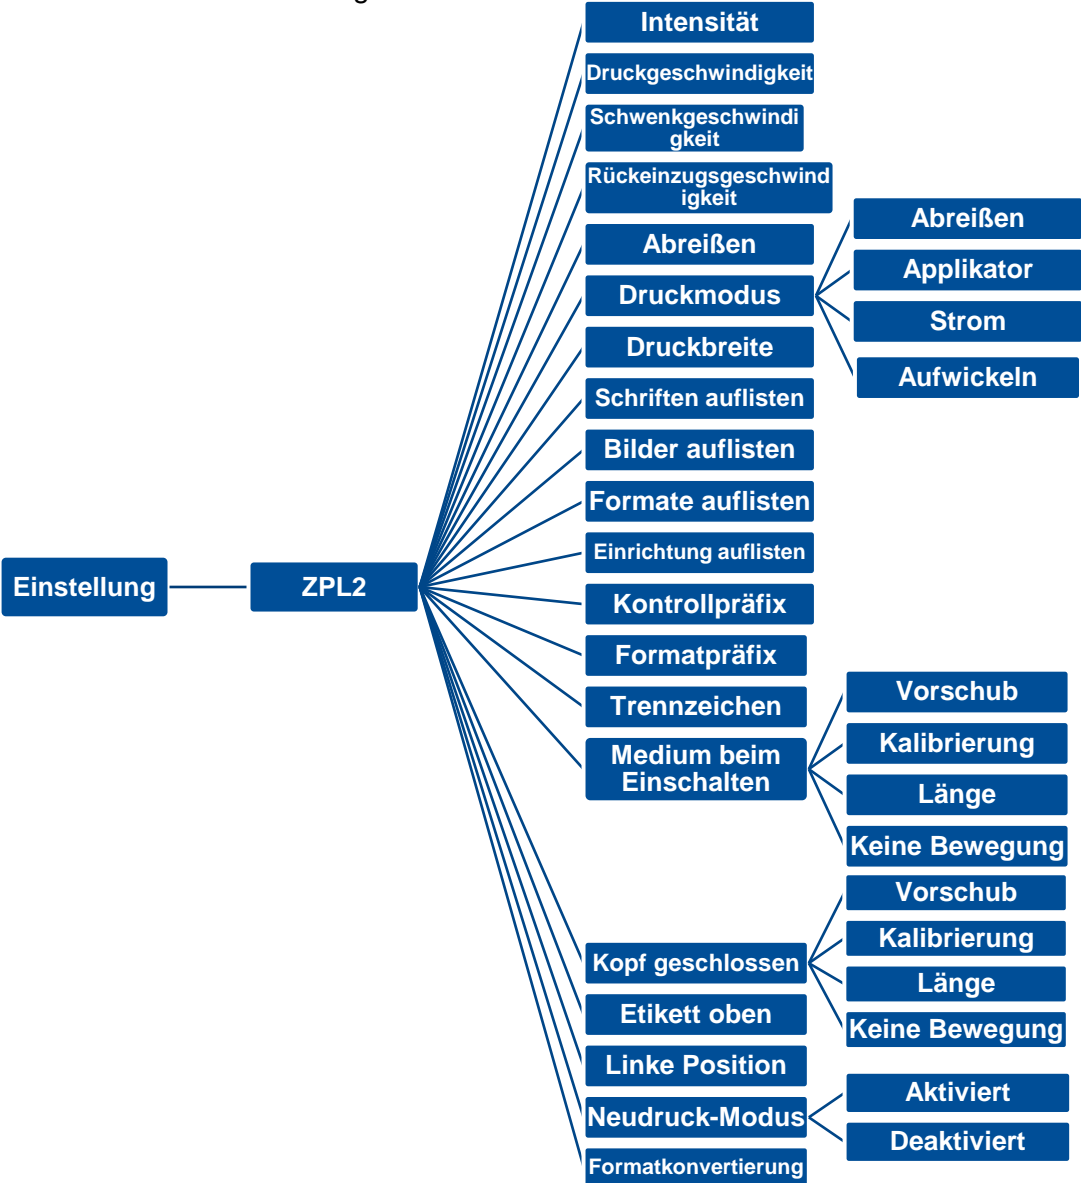 g
Intensität
Druckgeschwindigkeit
Schwenkgeschwindi
gkeit
Rückeinzugsgeschwind
igkeit
Abreißen
Druckmodus
Abreißen
Applikator
Strom
Aufwickeln
Druckbreite
Schriften auflisten
Bilder auflisten
Formate auflisten
Einrichtung auflisten
Einstellung
ZPL2
Kontrollpräfix
Formatpräfix
Trennzeichen
Medium beim
Einschalten
Vorschub
Kalibrierung
Länge
Keine Bewegung
Kopf geschlossen
Vorschub
Kalibrierung
Länge
Keine Bewegung
Etikett oben
Linke Position
Neudruck-Modus
Aktiviert
Deaktiviert
Formatkonvertierung